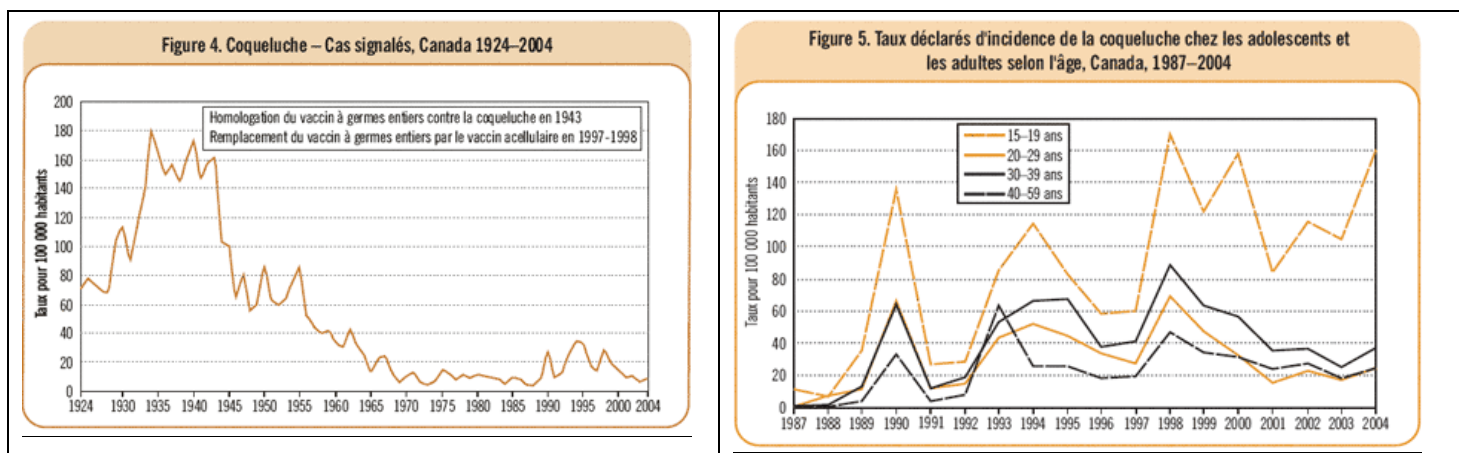 Figure 4. Coqueluche – Cas signalés, Canada 1924–2004
Homologation du vaccin à germes entiers contre la coqueluche en 1943
Remplacement du vaccin à germes entiers par le vaccin acellulaire en 1997-1998
Taux pour 100 000 habitants
200
180
160
140
120
100
80
60
40
20
0
1924 1930 1935 1940 1945 1950 1955 1960 1965 1970 1975 1980 1985 1990 1995 2000 2004
Figure 5. Taux déclarés d'incidence de la coqueluche chez les adolescents et
les adultes selon l'âge, Canada, 1987–2004
15–19 ans
20–29 ans
30–39 ans
40–59 ans
Taux pour 100 000 habitants
180
160
140
120
100
80
60
40
20
0
1987 1988 1989 1990 1991 1992 1993 1994 1995 1996 1997 1998 1999 2000 2001 2002 2003 2004